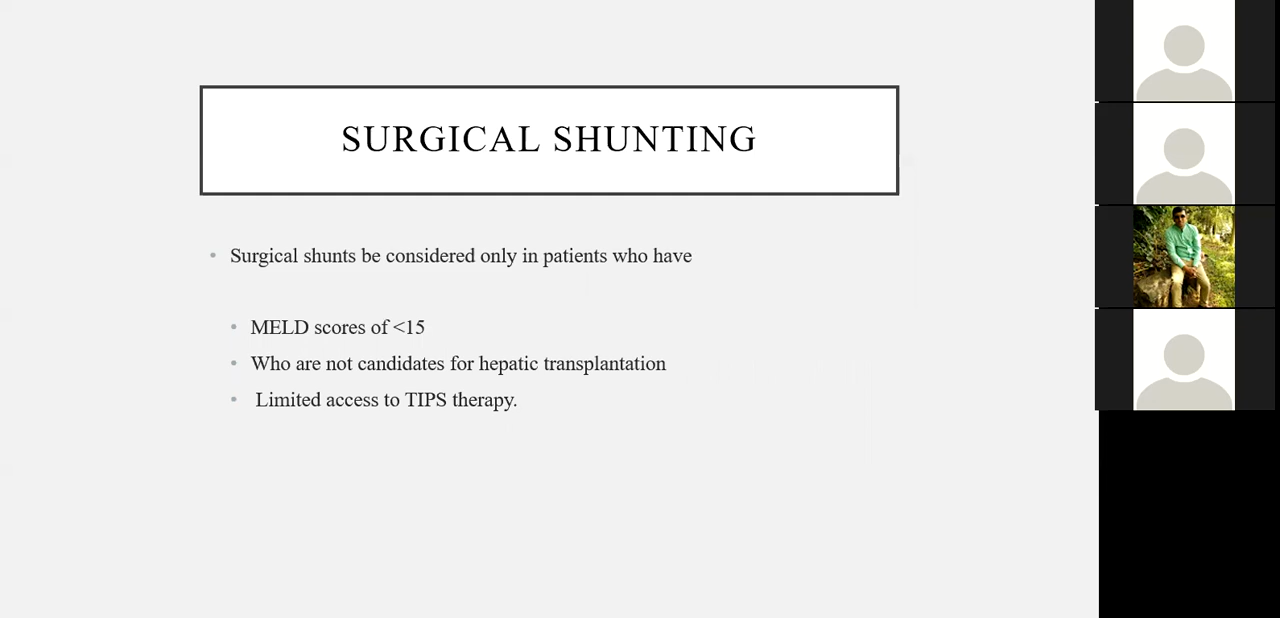 SURGICAL SHUNTING
• Surgical shunts be considered only in patients who have
• MELD scores of <15
• Who are not candidates for hepatic transplantation
• Limited access to TIPS therapy.